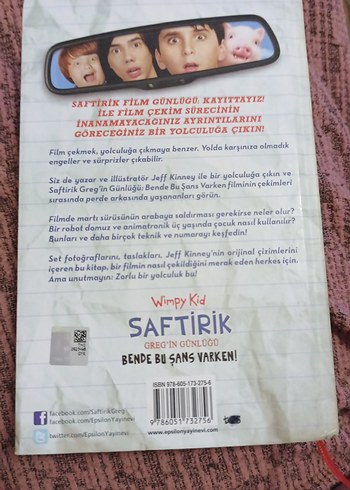 SAFTİRİK FİLM GÜNLÜĞÜ, KAYITTAYIZ!
İLE FİLM ÇEKİM SÜRECİNİN
İNANAMAYACAĞINIZ AYRINTILARINI
GÖRECEĞİNİZ BİR YOLCULUĞA ÇIKIN!
Film çekmek, yolculuğa çıkmaya benzer. Yolda karşınıza olmadık
engeller ve sürprizler çıkabilir.
Siz de yazar ve illüstratör Jeff Kinney ile bir yolculuğa çıkın ve
Saftirik Greg'in Günlüğü: Bende Bu Şans Varken filminin çekimleri
sırasında perde arkasında yaşananları görün.
Filmde martı sürüsünün arabaya saldırması gerekirse neler olur?
Bir robot domuz ve animatronik üç yaşında çocuk nasıl kullanılır?
Bunları ve daha birçok teknik ve numarayı keşfedin!
Set fotoğraflarını, taslakları, Jeff Kinney'nin orijinal çizimlerini
içeren bu kitap, bir filmin nasıl çekildiğini merak eden herkes için.
Ama unutmayın: Zorlu bir yolculuk bu!
Wimpy Kid
SAFTİRİK
GREG'İN GÜNLÜĞÜ
BENDE BU ŞANS VARKEN!
ISBN 978-605-173-275-6
9786051732756
facebook.com/SaftirikGreg
facebook.com/EpsilonYayinevi
twitter.com/EpsilonYayinevi
www.epsilonyayinevi.com